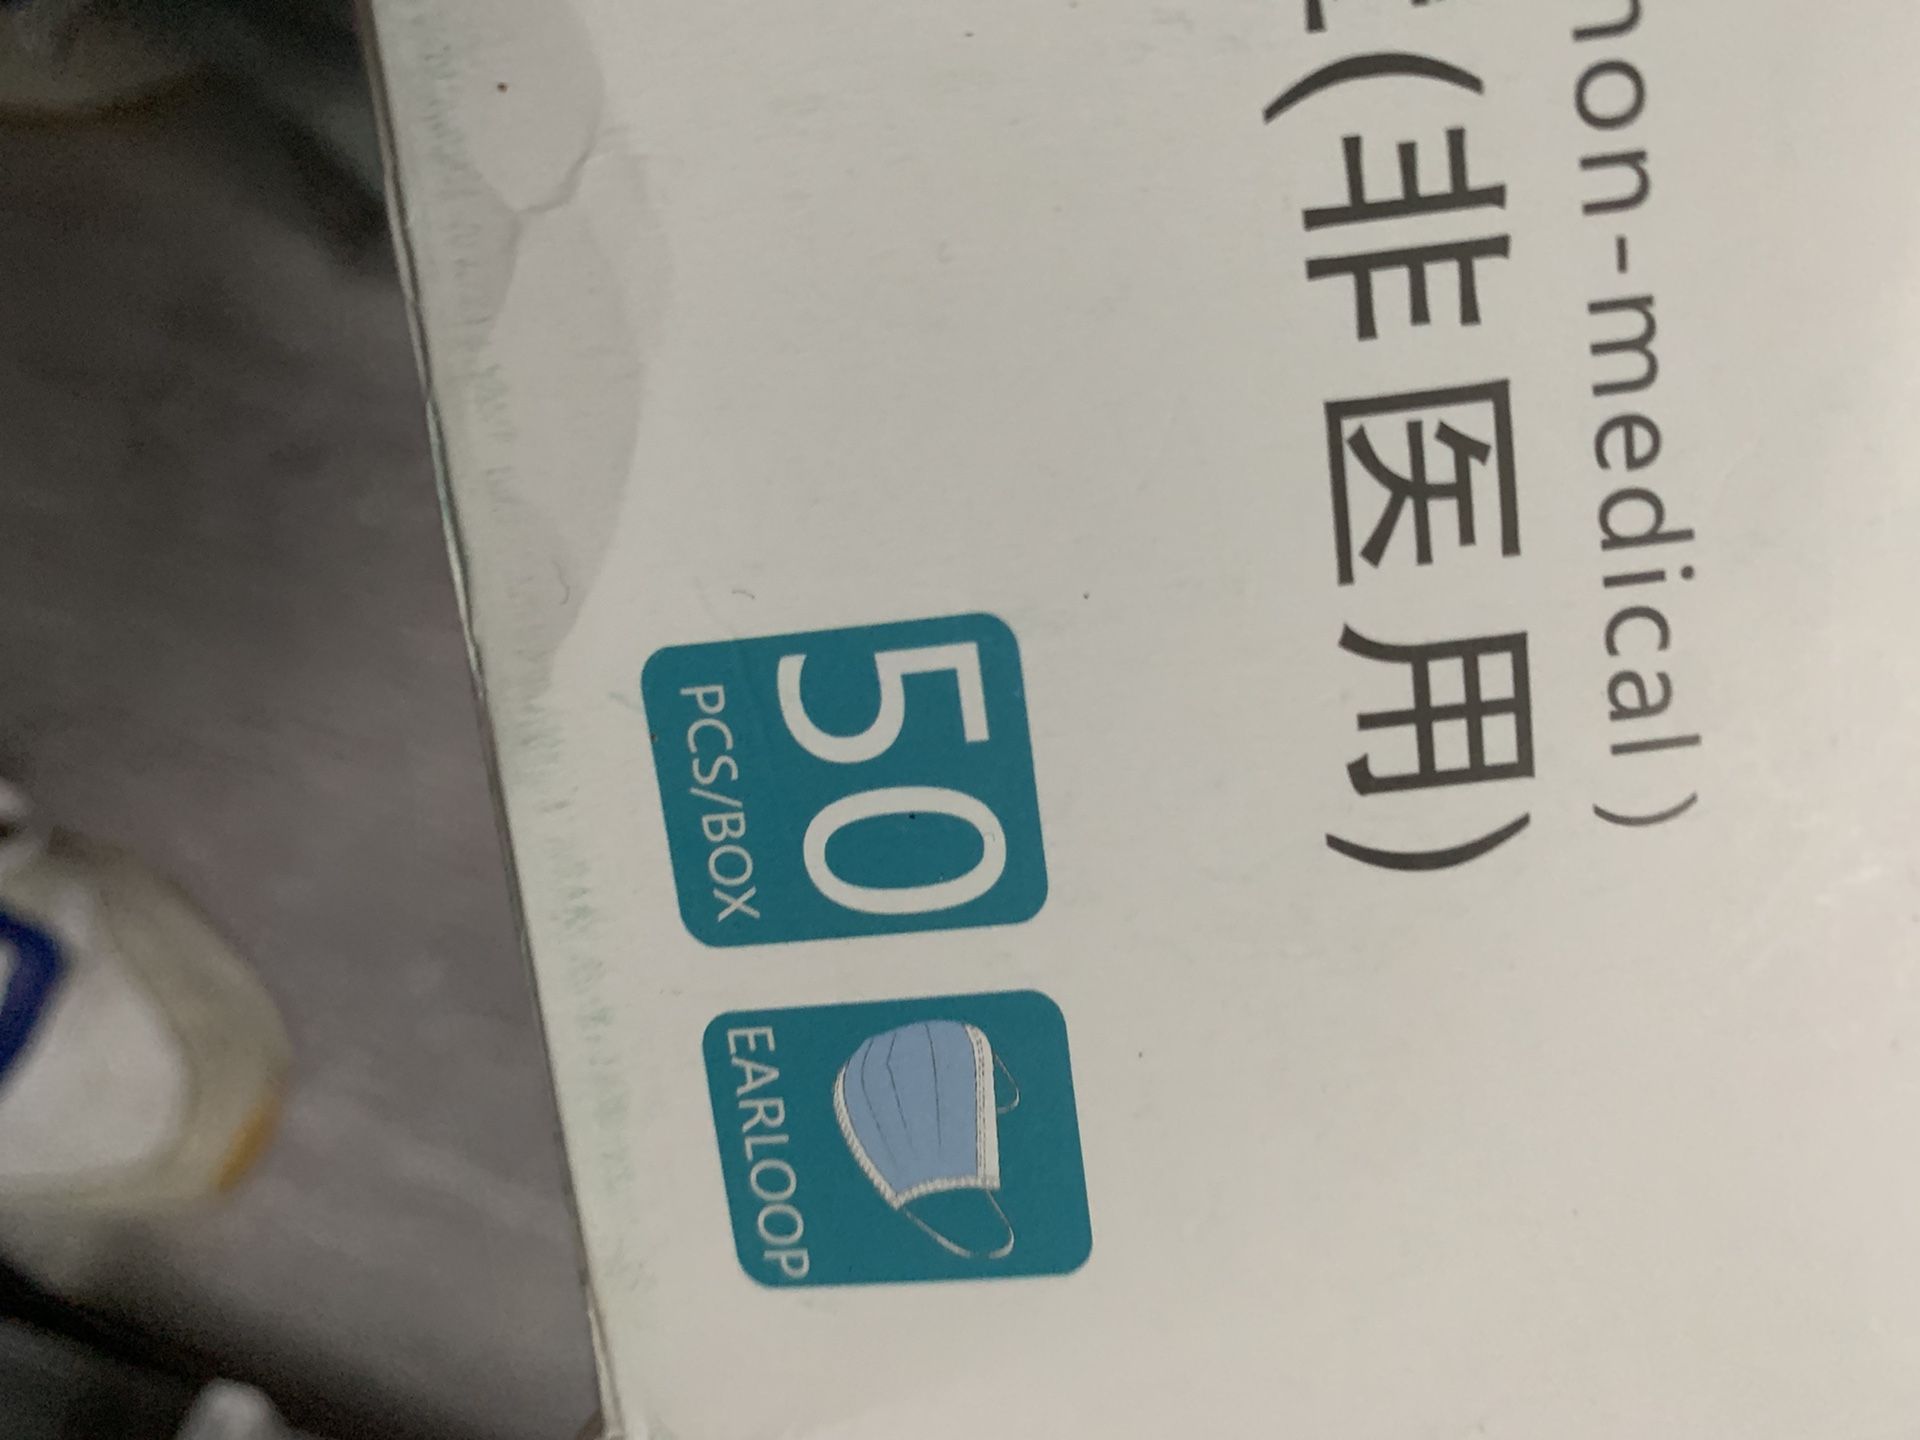 non-medical)
(非医用)
50
PCS/BOX
EARLOOP